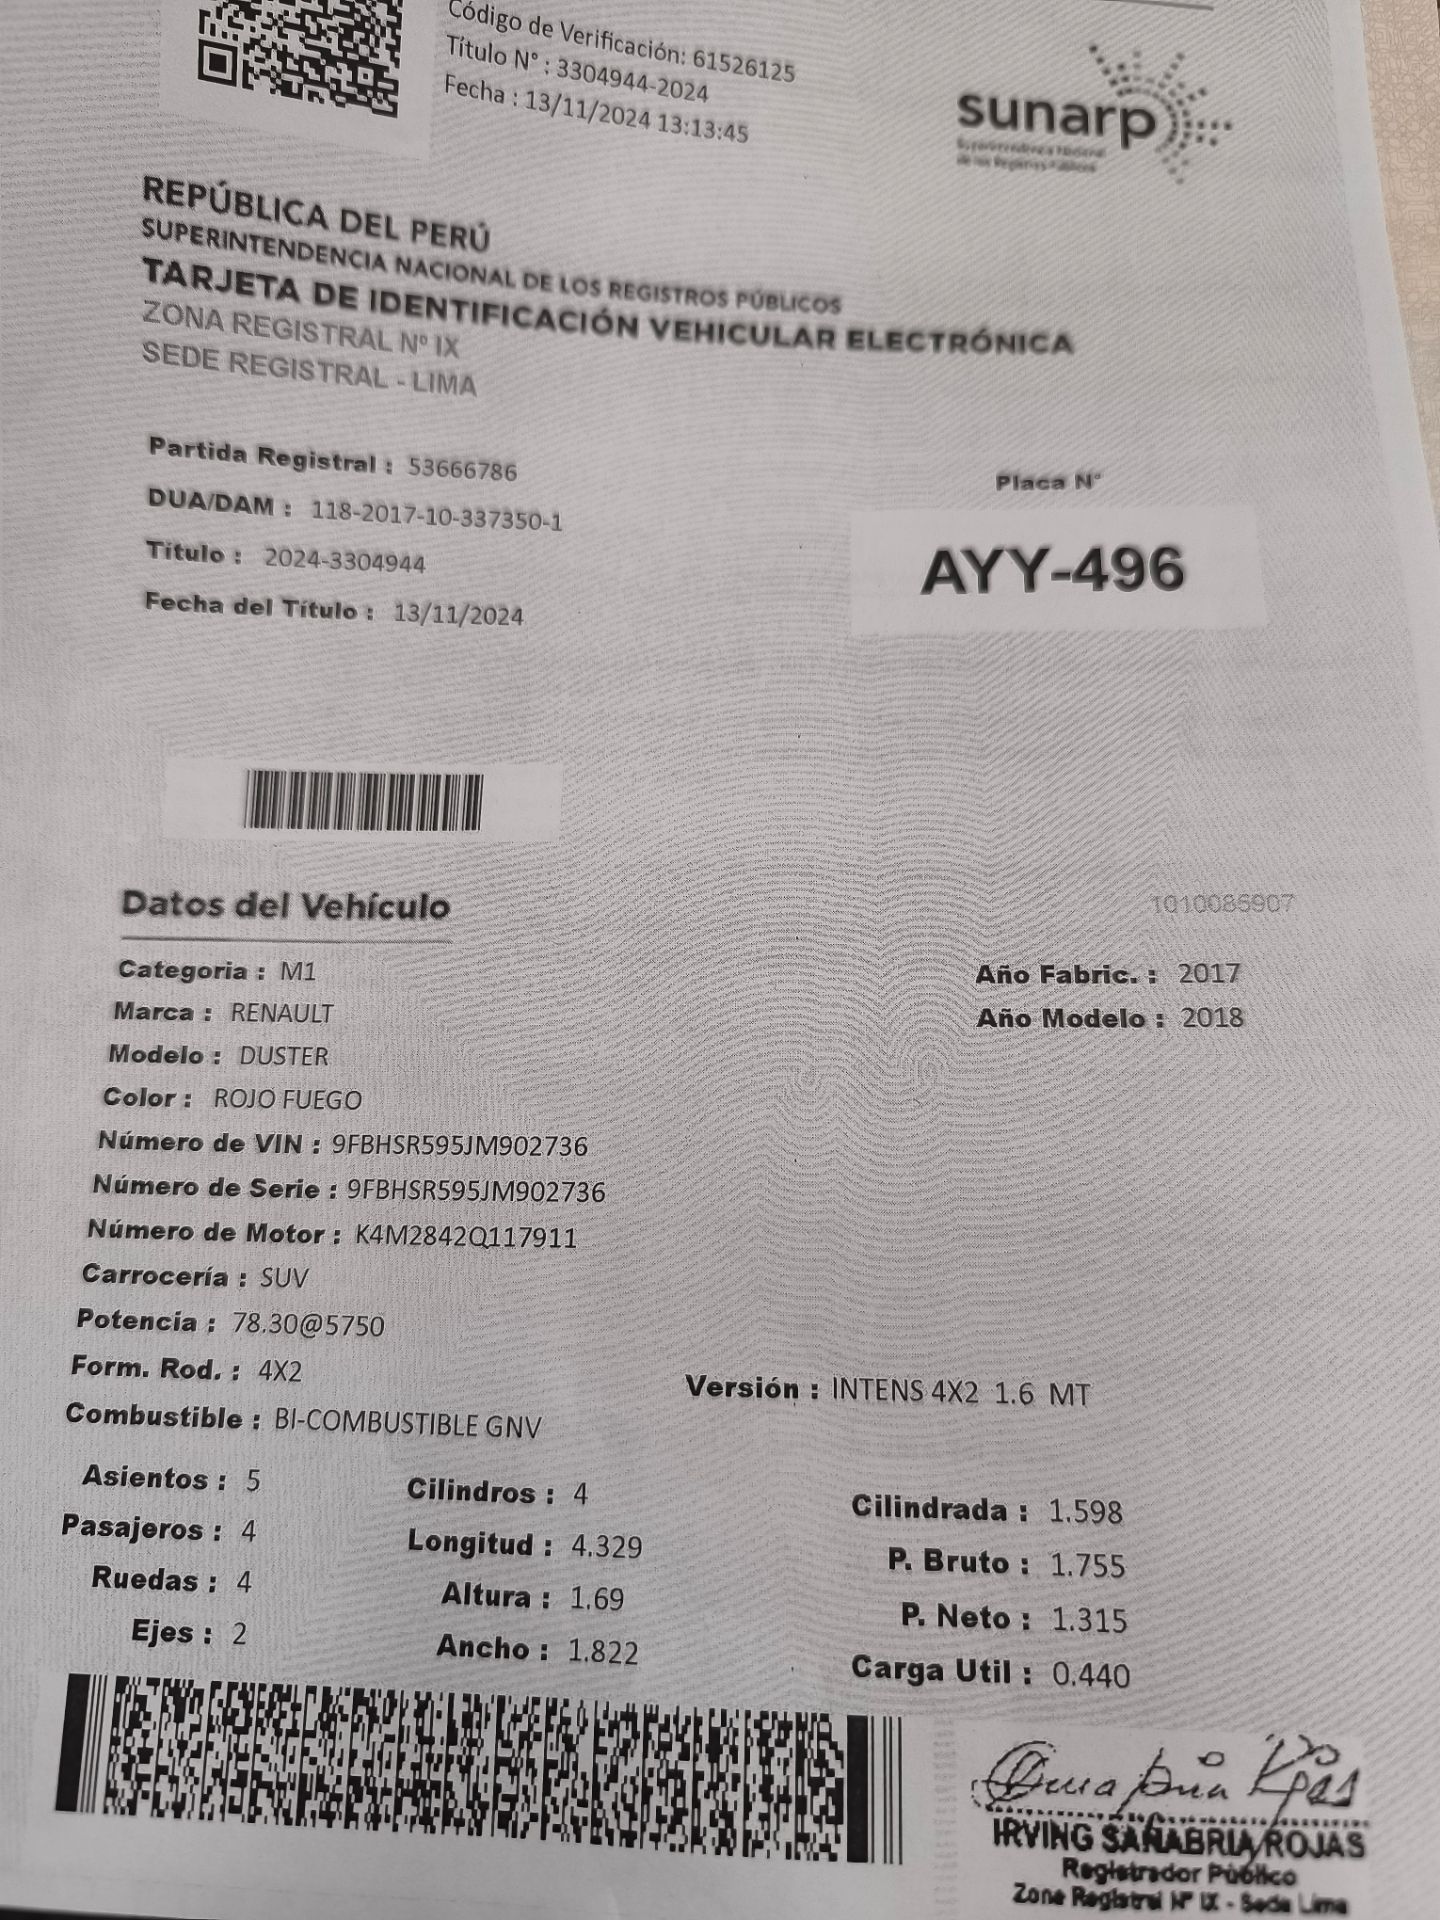 Código de Verificación: 61526125
Título N° : 3304944-2024
Fecha : 13/11/2024 13:13:45
sunarp
Superintendencia Nacional
de los Registros Públicos
REPÚBLICA DEL PERÚ
SUPERINTENDENCIA NACIONAL DE LOS REGISTROS PÚBLICOS
TARJETA DE IDENTIFICACIÓN VEHICULAR ELECTRÓNICA
ZONA REGISTRAL Nº IX
SEDE REGISTRAL - LIMA
Partida Registral : 53666786
DUA/DAM : 118-2017-10-337350-1
Título : 2024-3304944
Fecha del Título : 13/11/2024
Placa N°
AYY-496
Datos del Vehículo
1010085907
Categoria : M1
Año Fabric. : 2017
Marca : RENAULT
Año Modelo : 2018
Modelo : DUSTER
Color : ROJO FUEGO
Número de VIN : 9FBHSR595JM902736
Número de Serie : 9FBHSR595JM902736
Número de Motor : K4M2842Q117911
Carrocería : SUV
Potencia : 78.30@5750
Form. Rod. : 4X2
Versión : INTENS 4X2 1.6 MT
Combustible : BI-COMBUSTIBLE GNV
Asientos : 5 Cilindros : 4 Cilindrada : 1.598
Pasajeros : 4 Longitud : 4.329 P. Bruto : 1.755
Ruedas : 4 Altura : 1.69 P. Neto : 1.315
Ejes : 2 Ancho : 1.822 Carga Util : 0.440
IRVING SANABRIA ROJAS
Registrador Público
Zona Registral Nº IX - Sede Lima